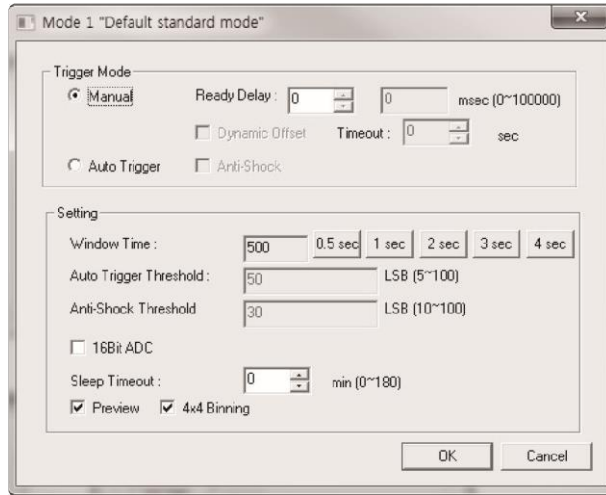 Mode 1 "Default standard mode"
Trigger Mode
Manual Ready Delay : 0 0 msec (0~100000)
Dynamic Offset Timeout : 0 sec
Auto Trigger Anti-Shock
Setting
Window Time : 500 0.5 sec 1 sec 2 sec 3 sec 4 sec
Auto Trigger Threshold : 50 LSB (5~100)
Anti-Shock Threshold 30 LSB (10~100)
16Bit ADC
Sleep Timeout : 0 min (0~180)
Preview 4x4 Binning
OK Cancel